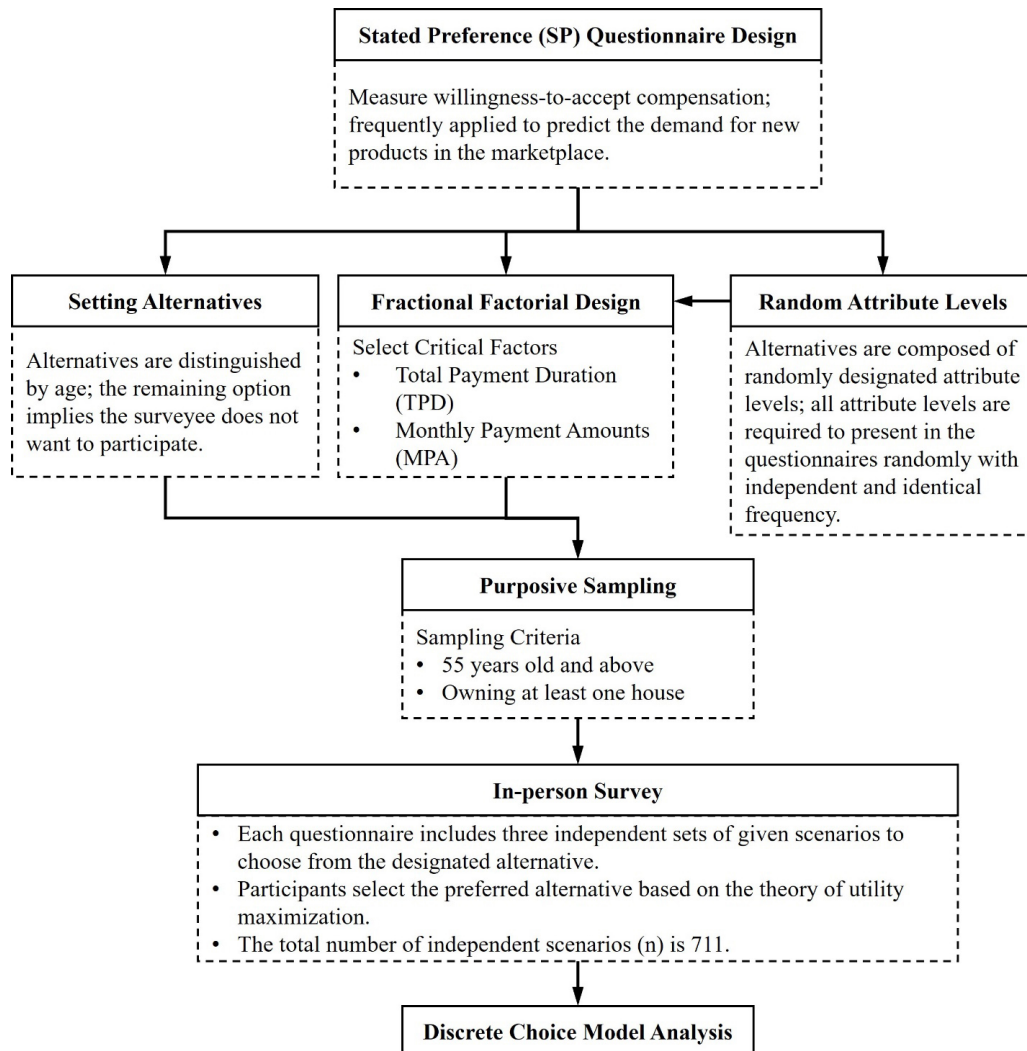 Stated Preference (SP) Questionnaire Design
Measure willingness-to-accept compensation;
frequently applied to predict the demand for new
products in the marketplace.
Setting Alternatives
Alternatives are distinguished
by age; the remaining option
implies the surveyee does not
want to participate.
Fractional Factorial Design
Select Critical Factors
• Total Payment Duration
(TPD)
• Monthly Payment Amounts
(MPA)
Random Attribute Levels
Alternatives are composed of
randomly designated attribute
levels; all attribute levels are
required to present in the
questionnaires randomly with
independent and identical
frequency.
Purposive Sampling
Sampling Criteria
• 55 years old and above
• Owning at least one house
In-person Survey
• Each questionnaire includes three independent sets of given scenarios to
choose from the designated alternative.
• Participants select the preferred alternative based on the theory of utility
maximization.
• The total number of independent scenarios (n) is 711.
Discrete Choice Model Analysis